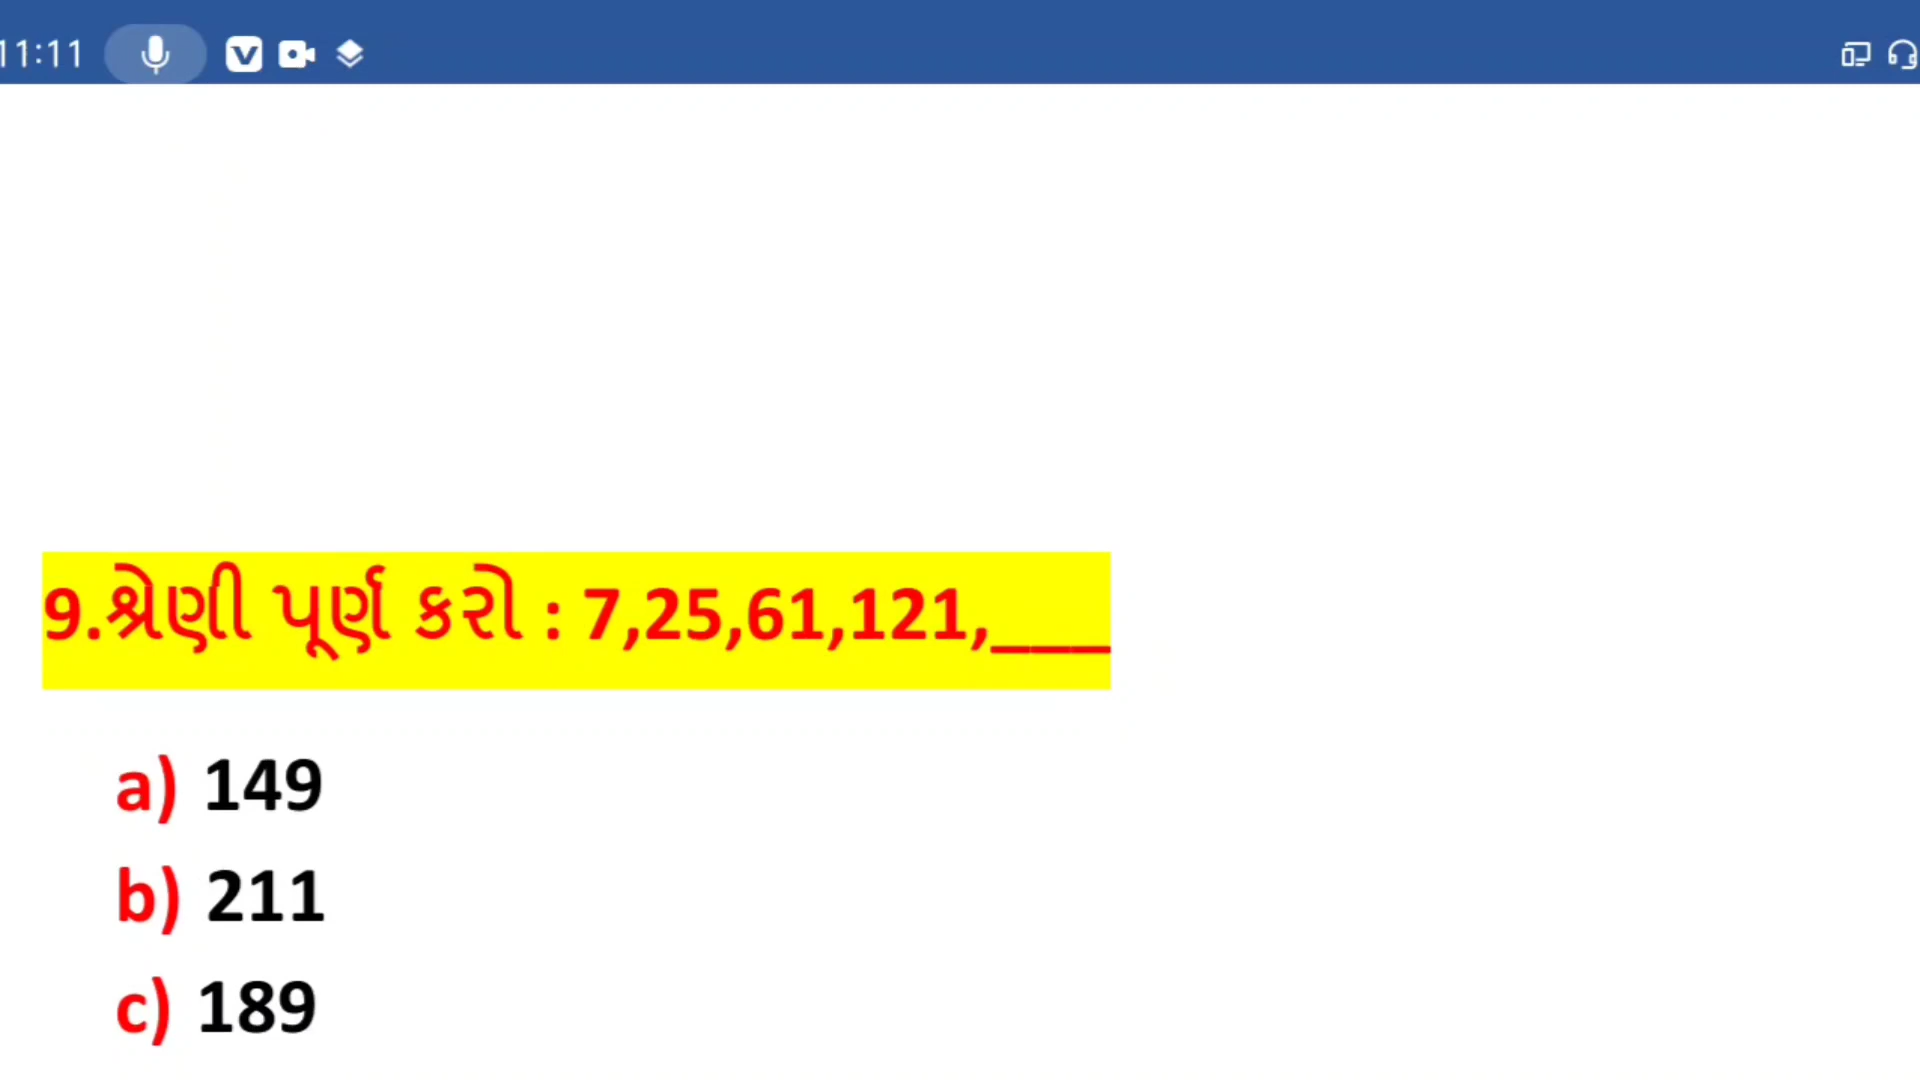 11:11
9.શ્રેણી પૂર્ણ કરો : 7,25,61,121,___
a) 149
b) 211
c) 189